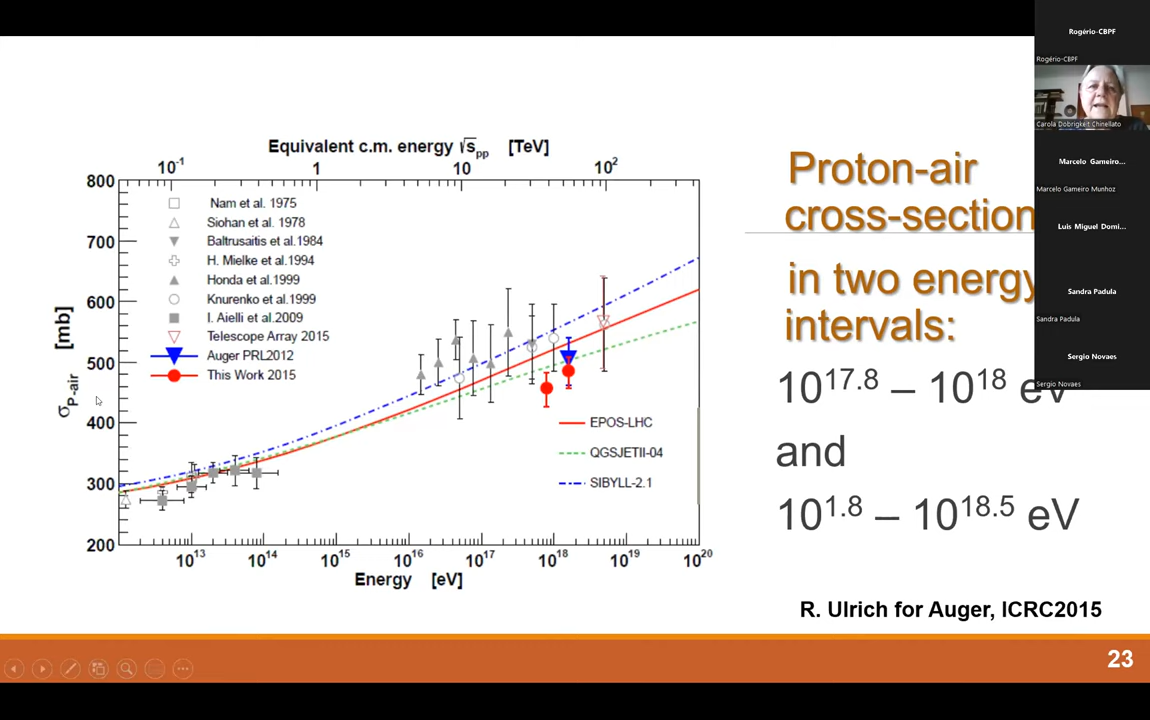 Equivalent c.m. energy √spp [TeV]
10-1 1 10 102
800
700
600
500
400
300
200
σP-air [mb]
Nam et al. 1975
Siohan et al. 1978
Baltrusaitis et al.1984
H. Mielke et al.1994
Honda et al.1999
Knurenko et al.1999
I. Aielli et al.2009
Telescope Array 2015
Auger PRL2012
This Work 2015
EPOS-LHC
QGSJETII-04
SIBYLL-2.1
1013 1014 1015 1016 1017 1018 1019 1020
Energy [eV]
Proton-air
cross-section
in two energy
intervals:
1017.8 – 1018 eV
and
101.8 – 1018.5 eV
R. Ulrich for Auger, ICRC2015
23
Rogério-CBPF
Rogério-CBPF
Carola Dobrigkeit Chinellato
Marcelo Gameiro...
Marcelo Gameiro Munhoz
Luis Miguel Domi...
Sandra Padula
Sandra Padula
Sergio Novaes
Sergio Novaes